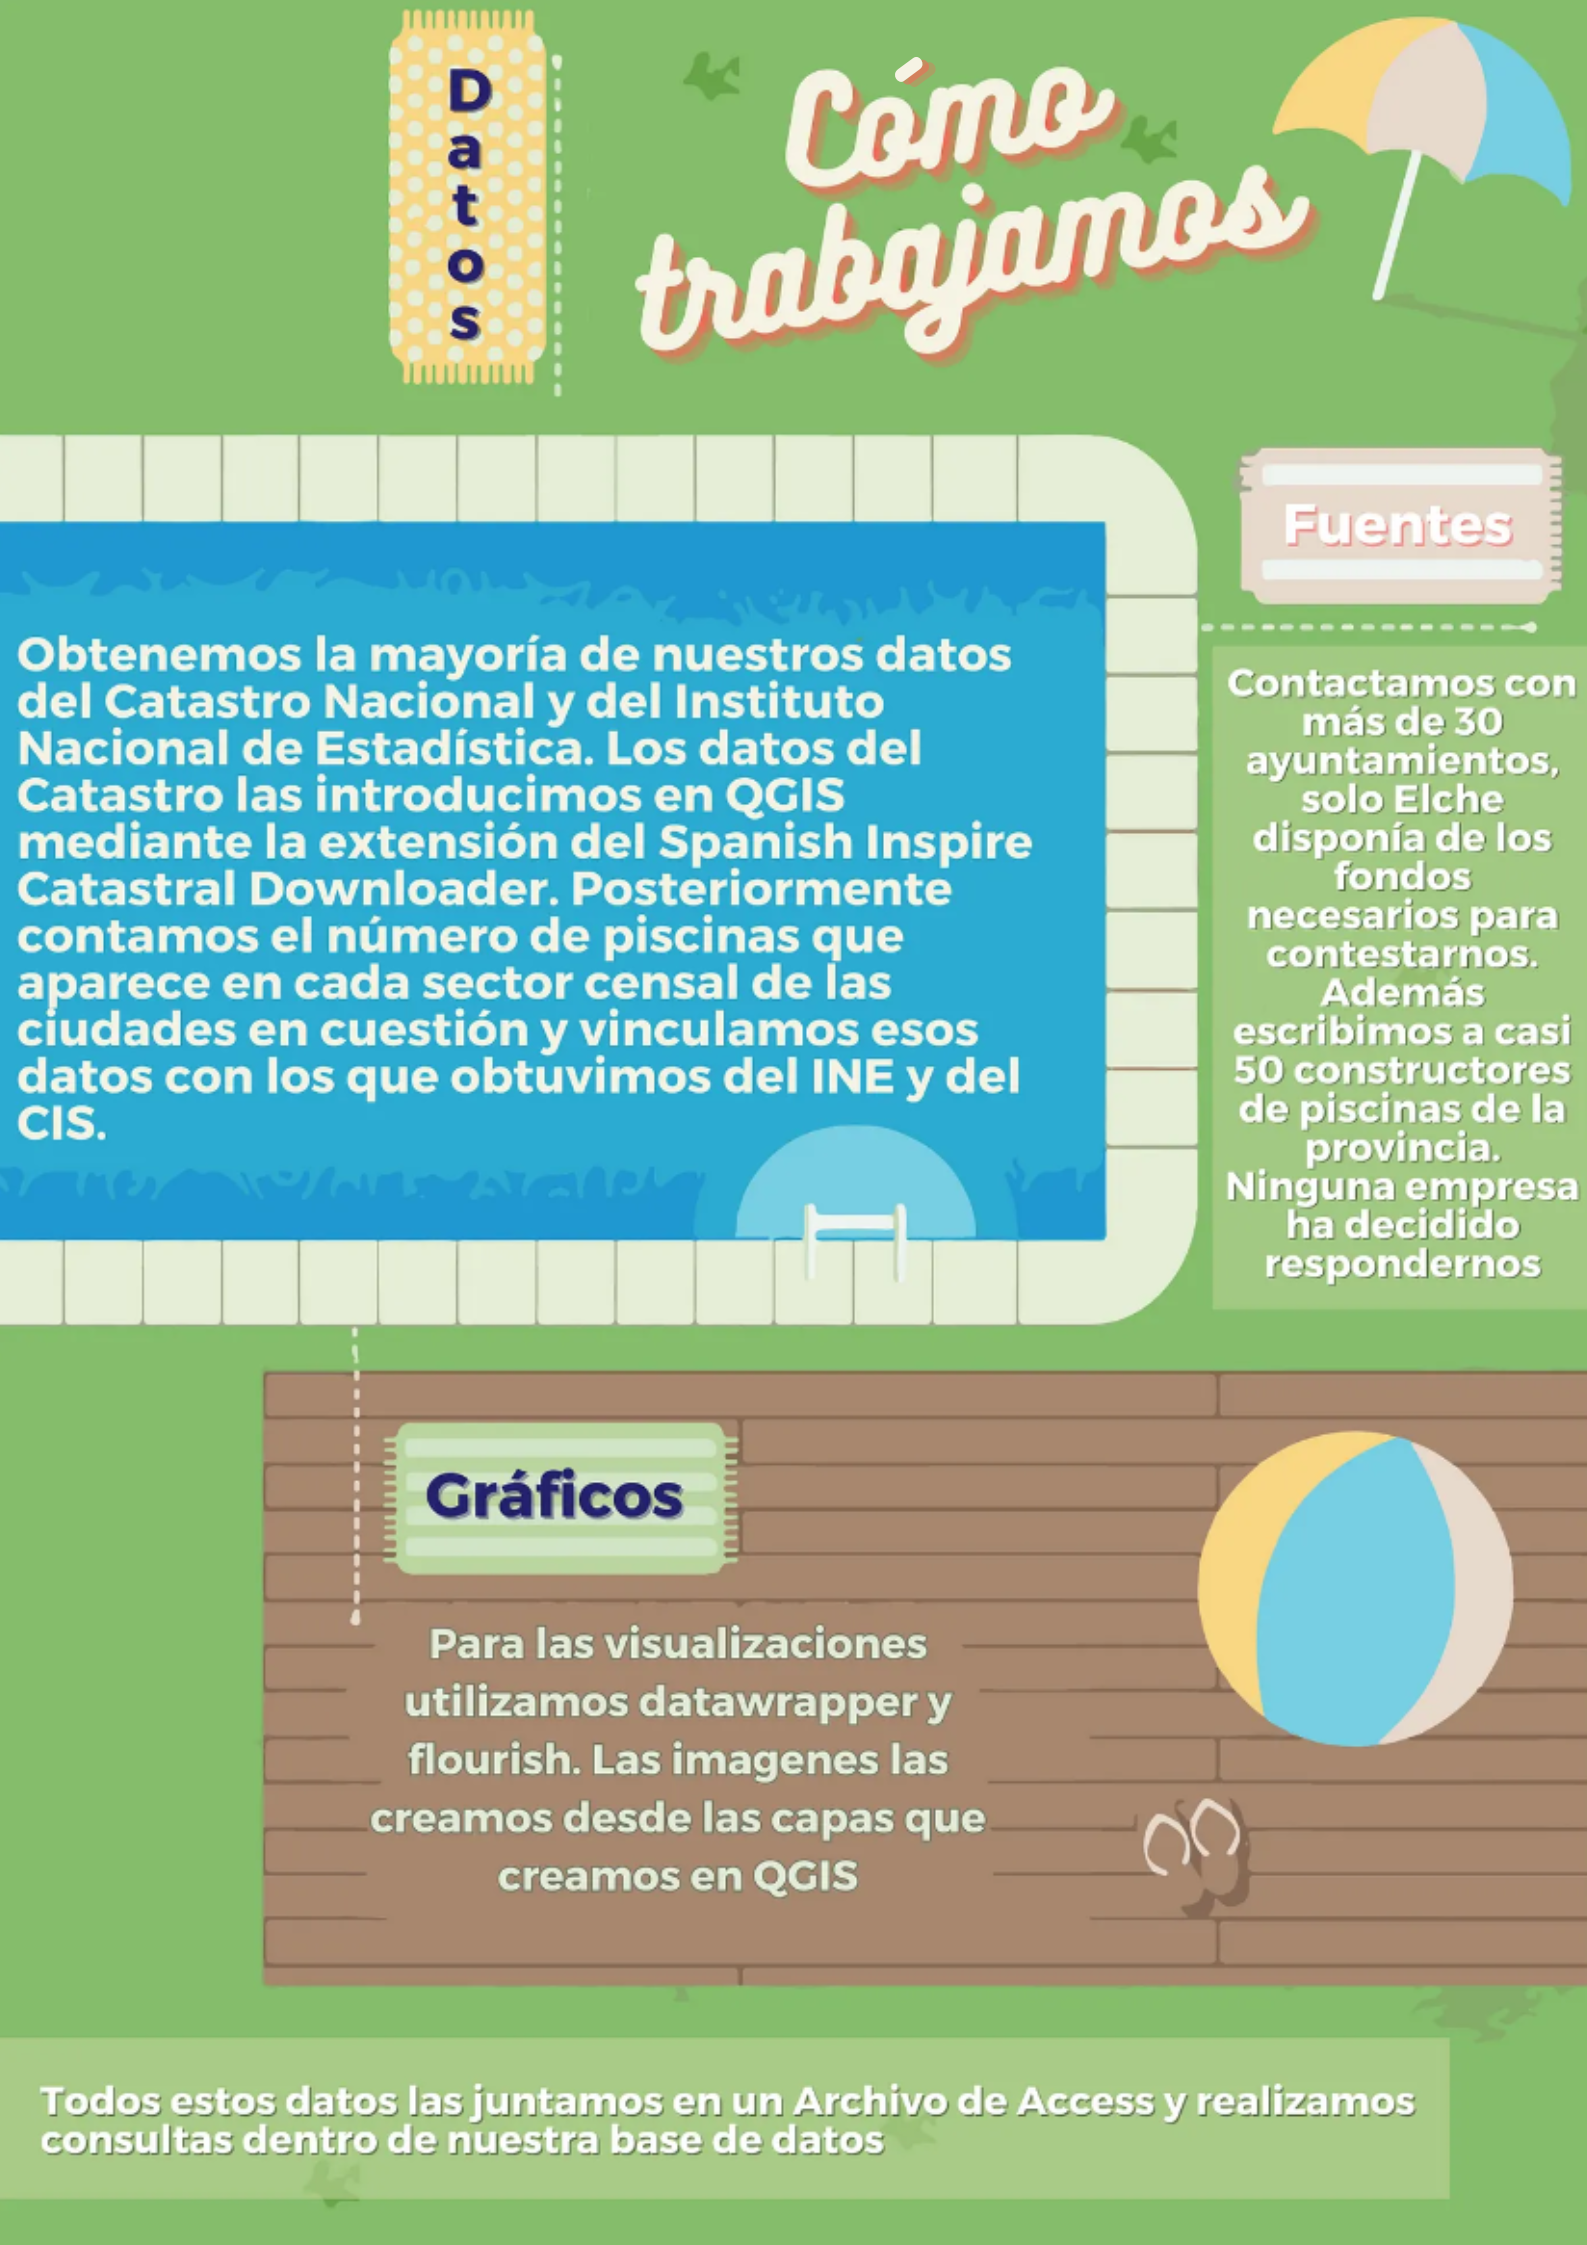 Datos
Cómo
trabajamos
Obtenemos la mayoría de nuestros datos
del Catastro Nacional y del Instituto
Nacional de Estadística. Los datos del
Catastro las introducimos en QGIS
mediante la extensión del Spanish Inspire
Catastral Downloader. Posteriormente
contamos el número de piscinas que
aparece en cada sector censal de las
ciudades en cuestión y vinculamos esos
datos con los que obtuvimos del INE y del
CIS.
Fuentes
Contactamos con
más de 30
ayuntamientos,
solo Elche
disponía de los
fondos
necesarios para
contestarnos.
Además
escribimos a casi
50 constructores
de piscinas de la
provincia.
Ninguna empresa
ha decidido
respondernos
Gráficos
Para las visualizaciones
utilizamos datawrapper y
flourish. Las imagenes las
creamos desde las capas que
creamos en QGIS
Todos estos datos las juntamos en un Archivo de Access y realizamos
consultas dentro de nuestra base de datos